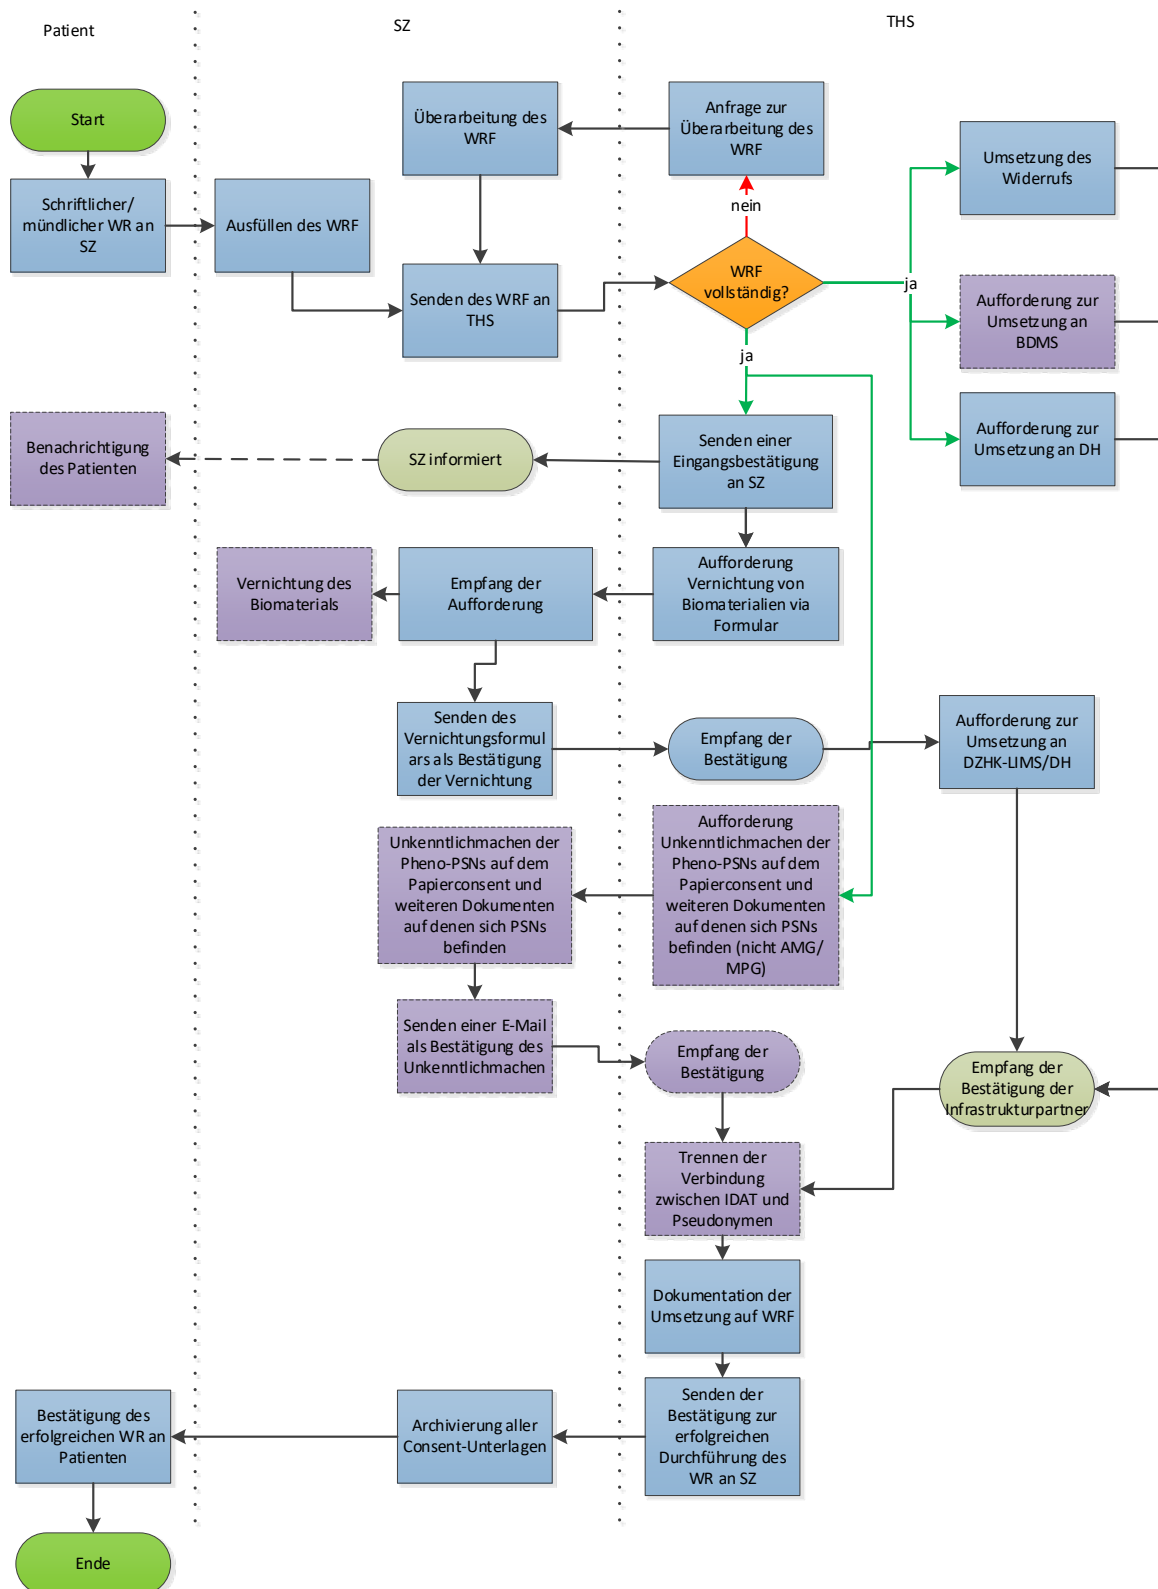 Patient
SZ
THS
Start
Schriftlicher/
mündlicher WR an
SZ
Ausfüllen des WRF
Überarbeitung des
WRF
Senden des WRF an
THS
Anfrage zur
Überarbeitung des
WRF
nein
WRF
vollständig?
ja
ja
Umsetzung des
Widerrufs
Aufforderung zur
Umsetzung an
BDMS
Aufforderung zur
Umsetzung an DH
Senden einer
Eingangsbestätigung
an SZ
SZ informiert
Benachrichtigung
des Patienten
Aufforderung
Vernichtung von
Biomaterialien via
Formular
Empfang der
Aufforderung
Vernichtung des
Biomaterials
Senden des
Vernichtungsformul
ars als Bestätigung
der Vernichtung
Empfang der
Bestätigung
Aufforderung zur
Umsetzung an
DZHK-LIMS/DH
Aufforderung
Unkenntlichmachen der
Pheno-PSNs auf dem
Papierconsent und
weiteren Dokumenten
auf denen sich PSNs
befinden (nicht AMG/
MPG)
Unkenntlichmachen der
Pheno-PSNs auf dem
Papierconsent und
weiteren Dokumenten
auf denen sich PSNs
befinden
Senden einer E-Mail
als Bestätigung des
Unkenntlichmachen
Empfang der
Bestätigung
Empfang der
Bestätigung der
Infrastrukturpartner
Trennen der
Verbindung
zwischen IDAT und
Pseudonymen
Dokumentation der
Umsetzung auf WRF
Senden der
Bestätigung zur
erfolgreichen
Durchführung des
WR an SZ
Archivierung aller
Consent-Unterlagen
Bestätigung des
erfolgreichen WR an
Patienten
Ende